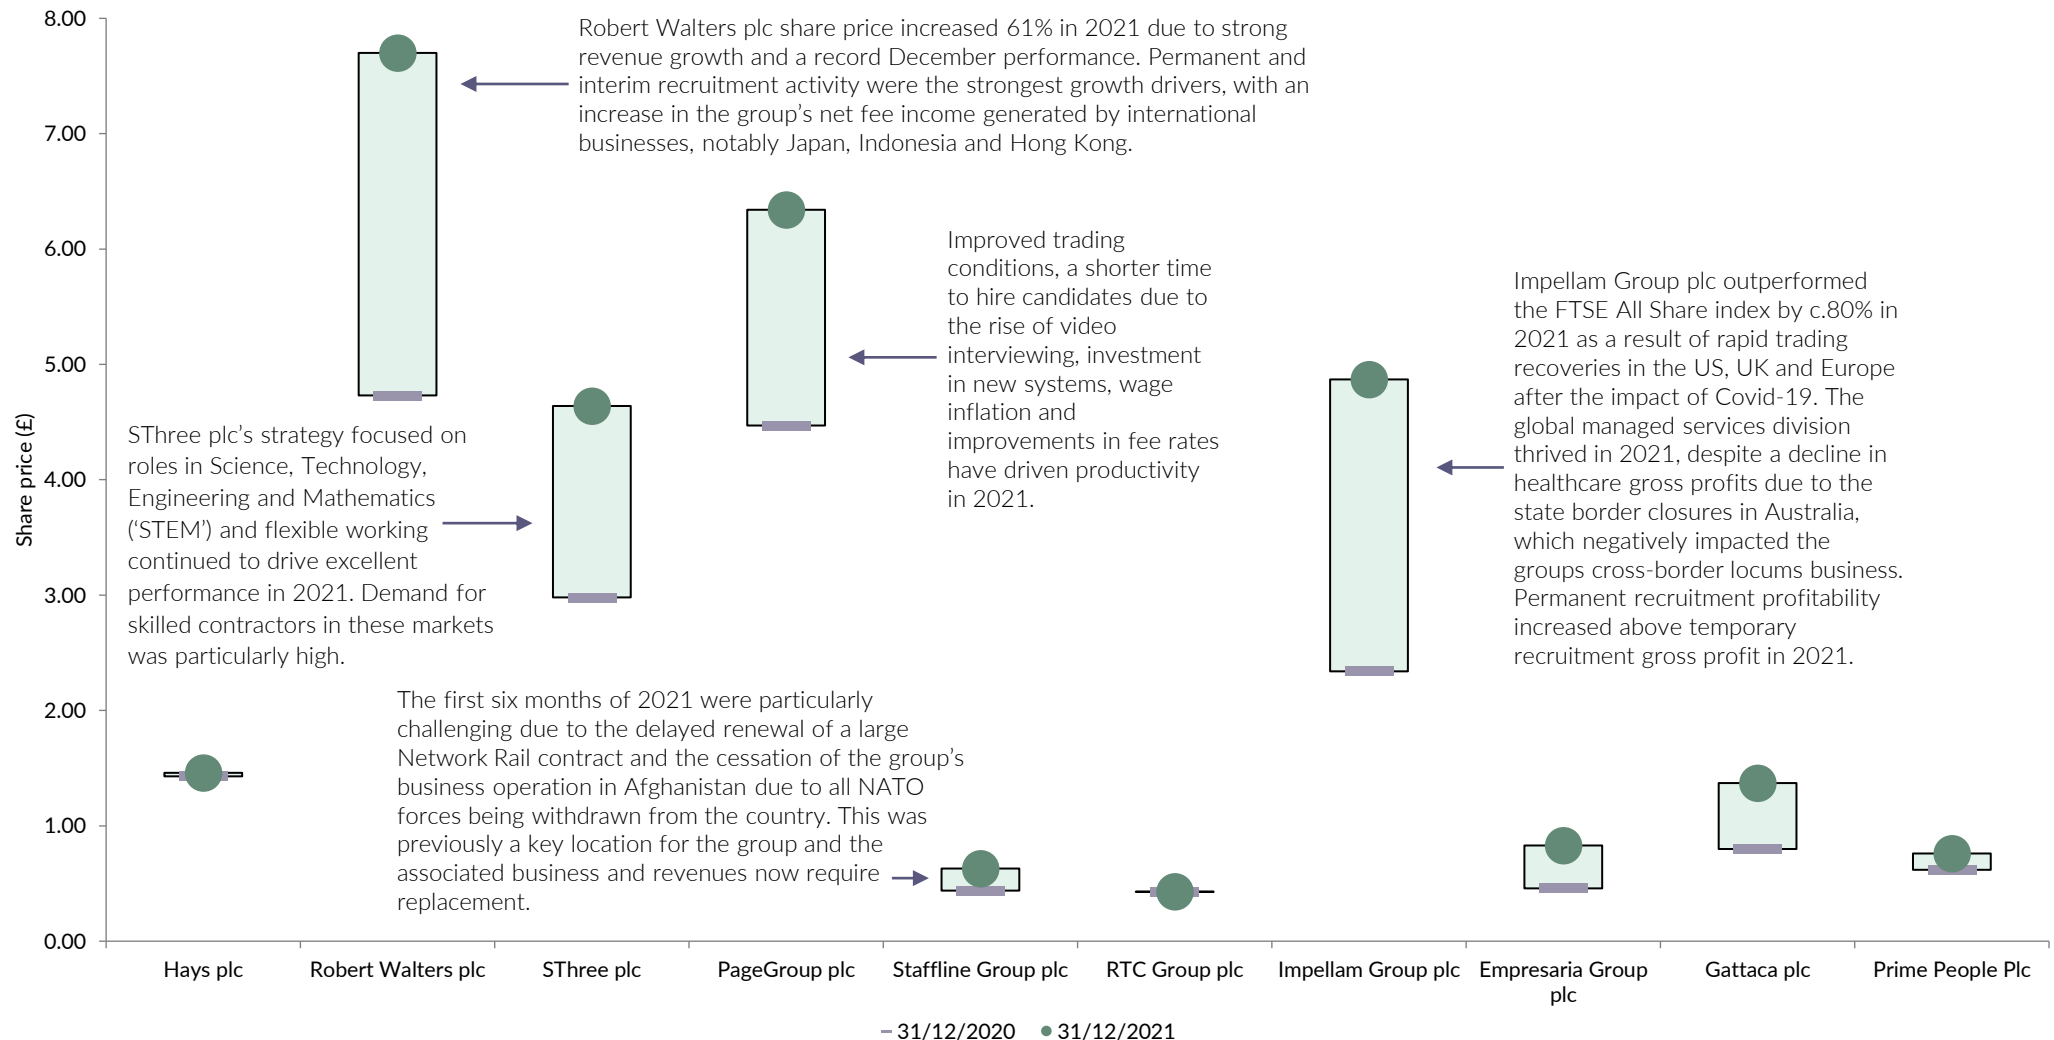 8.00
7.00
6.00
5.00
4.00
3.00
2.00
1.00
0.00
Share price (£)
Robert Walters plc share price increased 61% in 2021 due to strong
revenue growth and a record December performance. Permanent and
interim recruitment activity were the strongest growth drivers, with an
increase in the group’s net fee income generated by international
businesses, notably Japan, Indonesia and Hong Kong.
Improved trading
conditions, a shorter time
to hire candidates due to
the rise of video
interviewing, investment
in new systems, wage
inflation and
improvements in fee rates
have driven productivity
in 2021.
Impellam Group plc outperformed
the FTSE All Share index by c.80% in
2021 as a result of rapid trading
recoveries in the US, UK and Europe
after the impact of Covid-19. The
global managed services division
thrived in 2021, despite a decline in
healthcare gross profits due to the
state border closures in Australia,
which negatively impacted the
groups cross-border locums business.
Permanent recruitment profitability
increased above temporary
recruitment gross profit in 2021.
SThree plc’s strategy focused on
roles in Science, Technology,
Engineering and Mathematics
(‘STEM’) and flexible working
continued to drive excellent
performance in 2021. Demand for
skilled contractors in these markets
was particularly high.
The first six months of 2021 were particularly
challenging due to the delayed renewal of a large
Network Rail contract and the cessation of the group’s
business operation in Afghanistan due to all NATO
forces being withdrawn from the country. This was
previously a key location for the group and the
associated business and revenues now require
replacement.
Hays plc
Robert Walters plc
SThree plc
PageGroup plc
Staffline Group plc
RTC Group plc
Impellam Group plc
Empresaria Group
plc
Gattaca plc
Prime People Plc
31/12/2020
31/12/2021